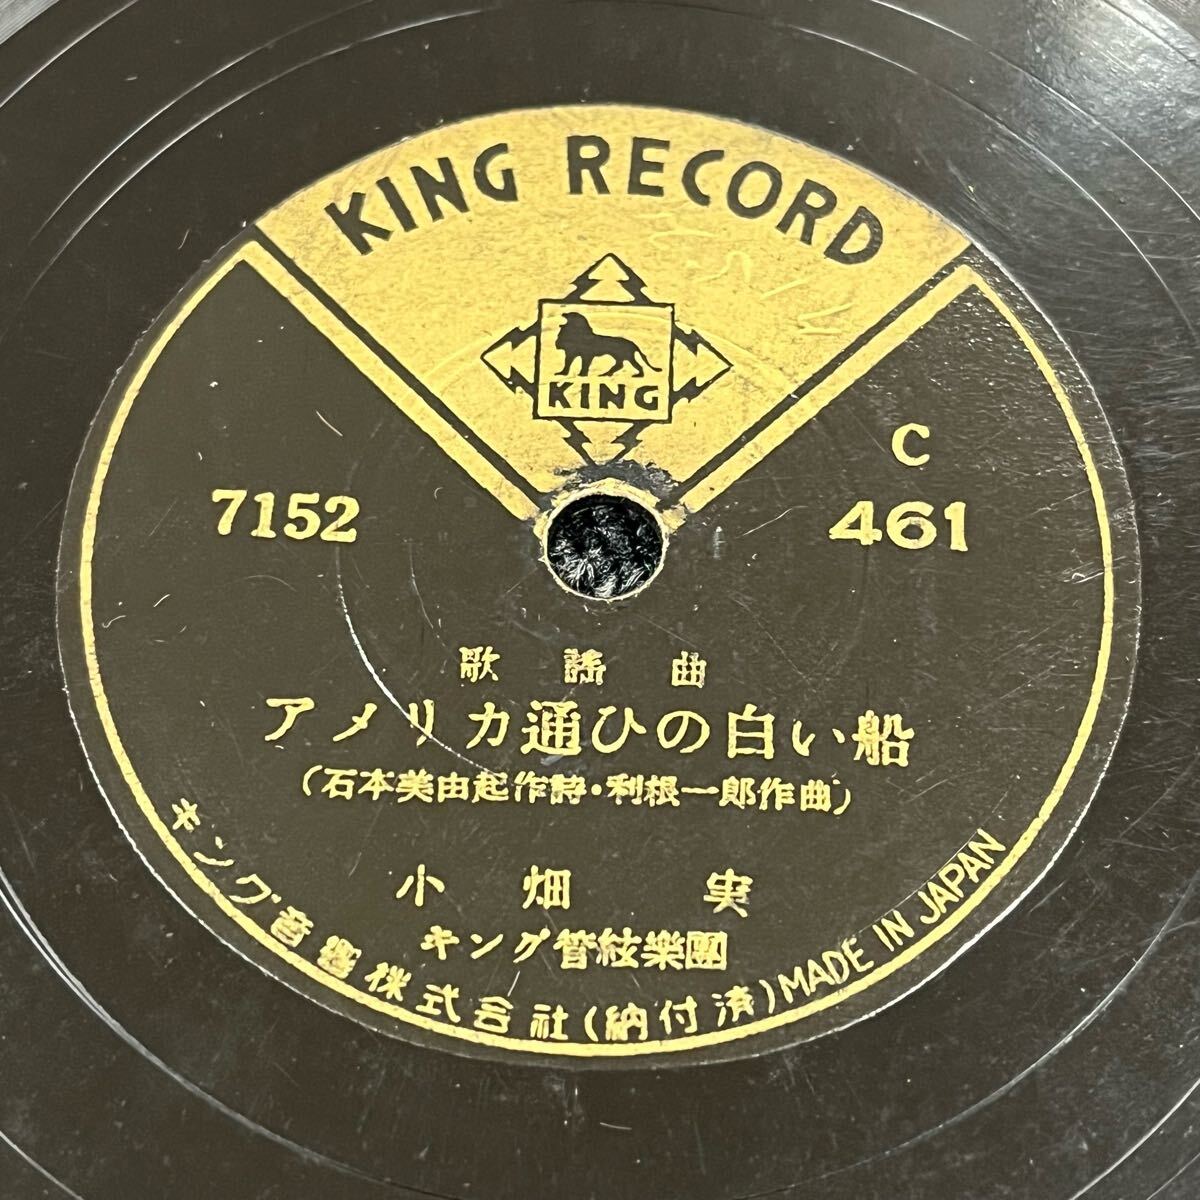 KING RECORD
KING
C
7152
461
歌謡曲
アメリカ通ひの白い船
(石本美由起作詩・利根一郎作曲)
小畑実
キング管絃樂團
キング音響株式会社(納付済)MADE IN JAPAN